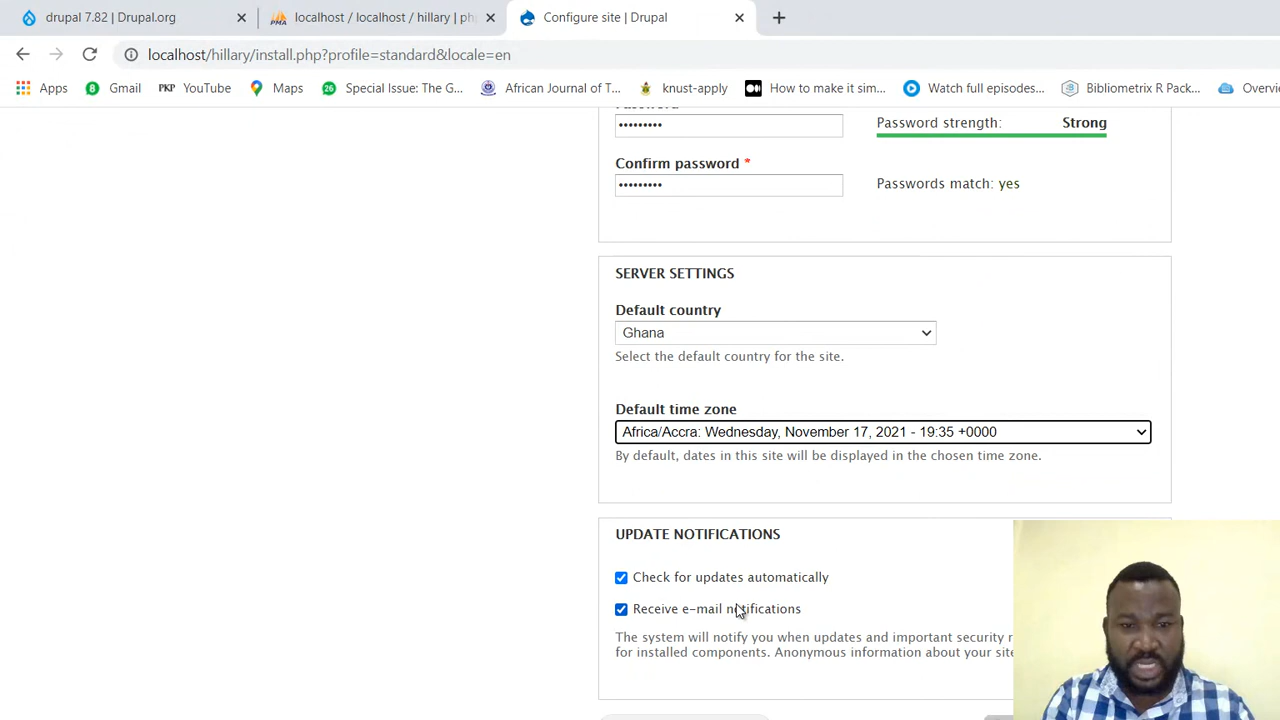 drupal 7.82 | Drupal.org
localhost / localhost / hillary | ph
Configure site | Drupal
localhost/hillary/install.php?profile=standard&locale=en
Apps
8
Gmail
PKP
YouTube
Maps
26
Special Issue: The G...
African Journal of T...
knust-apply
How to make it sim...
Watch full episodes...
Bibliometrix R Pack...
Overvie
Password strength: Strong
Confirm password *
Passwords match: yes
SERVER SETTINGS
Default country
Ghana
Select the default country for the site.
Default time zone
Africa/Accra: Wednesday, November 17, 2021 - 19:35 +0000
By default, dates in this site will be displayed in the chosen time zone.
UPDATE NOTIFICATIONS
Check for updates automatically
Receive e-mail notifications
The system will notify you when updates and important security r
for installed components. Anonymous information about your site